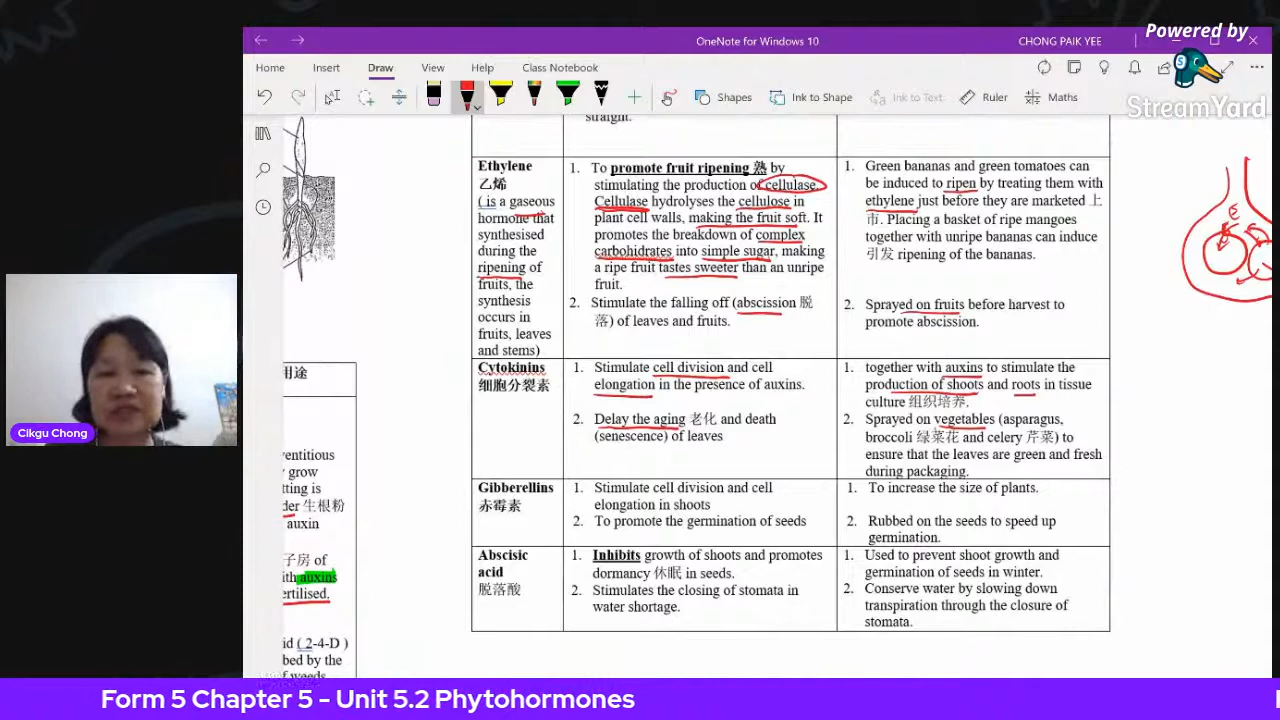 OneNote for Windows 10
CHONG PAIK YEE
Powered by
StreamYard
Home
Insert
Draw
View
Help
Class Notebook
Shapes
Ink to Shape
Ink to Text
Ruler
Maths
straight.
Ethylene
乙烯
( is a gaseous
hormone that
synthesised
during the
ripening of
fruits, the
synthesis
occurs in
fruits, leaves
and stems)
1. To promote fruit ripening 熟 by
stimulating the production of cellulase.
Cellulase hydrolyses the cellulose in
plant cell walls, making the fruit soft. It
promotes the breakdown of complex
carbohidrates into simple sugar, making
a ripe fruit tastes sweeter than an unripe
fruit.
2. Stimulate the falling off (abscission 脱
落) of leaves and fruits.
1. Green bananas and green tomatoes can
be induced to ripen by treating them with
ethylene just before they are marketed 上
市. Placing a basket of ripe mangoes
together with unripe bananas can induce
引发 ripening of the bananas.
2. Sprayed on fruits before harvest to
promote abscission.
E
Cytokinius
细胞分裂素
1. Stimulate cell division and cell
elongation in the presence of auxins.
2. Delay the aging 老化 and death
(senescence) of leaves
1. together with auxins to stimulate the
production of shoots and roots in tissue
culture 组织培养.
2. Sprayed on vegetables (asparagus,
broccoli 绿菜花 and celery 芹菜) to
ensure that the leaves are green and fresh
during packaging.
Gibberellins
赤霉素
1. Stimulate cell division and cell
elongation in shoots
2. To promote the germination of seeds
1. To increase the size of plants.
2. Rubbed on the seeds to speed up
germination.
Abscisic
acid
脱落酸
1. Inhibits growth of shoots and promotes
dormancy 休眠 in seeds.
2. Stimulates the closing of stomata in
water shortage.
1. Used to prevent shoot growth and
germination of seeds in winter.
2. Conserve water by slowing down
transpiration through the closure of
stomata.
用途
ventitious
y grow
tting is
der 生根粉
auxin
子房 of
ith auxins
ertilised.
id ( 2-4-D )
bed by the
f weeds
Cikgu Chong
Form 5 Chapter 5 - Unit 5.2 Phytohormones